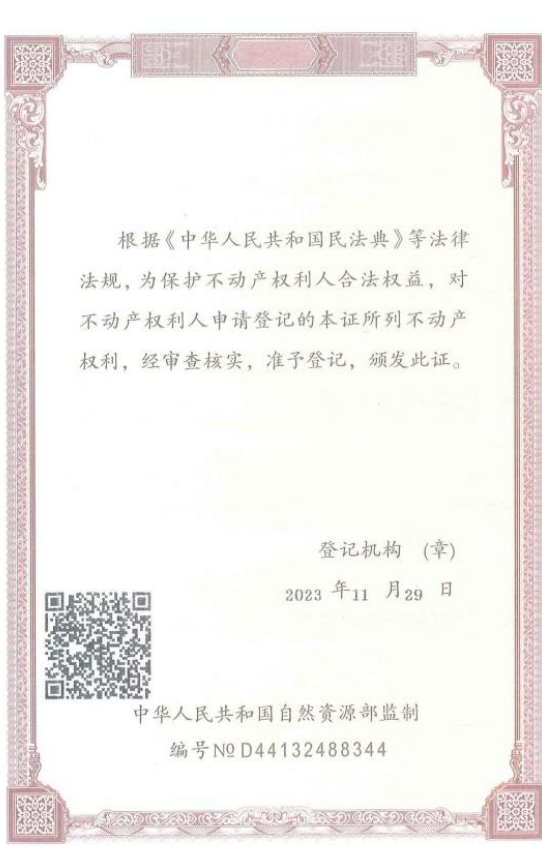 根据《中华人民共和国民法典》等法律
法规，为保护不动产权利人合法权益，对
不动产权利人申请登记的本证所列不动产
权利，经审查核实，准予登记，颁发此证。
登记机构 （章）
2023 年11 月29 日
中华人民共和国自然资源部监制
编号№ D44132488344